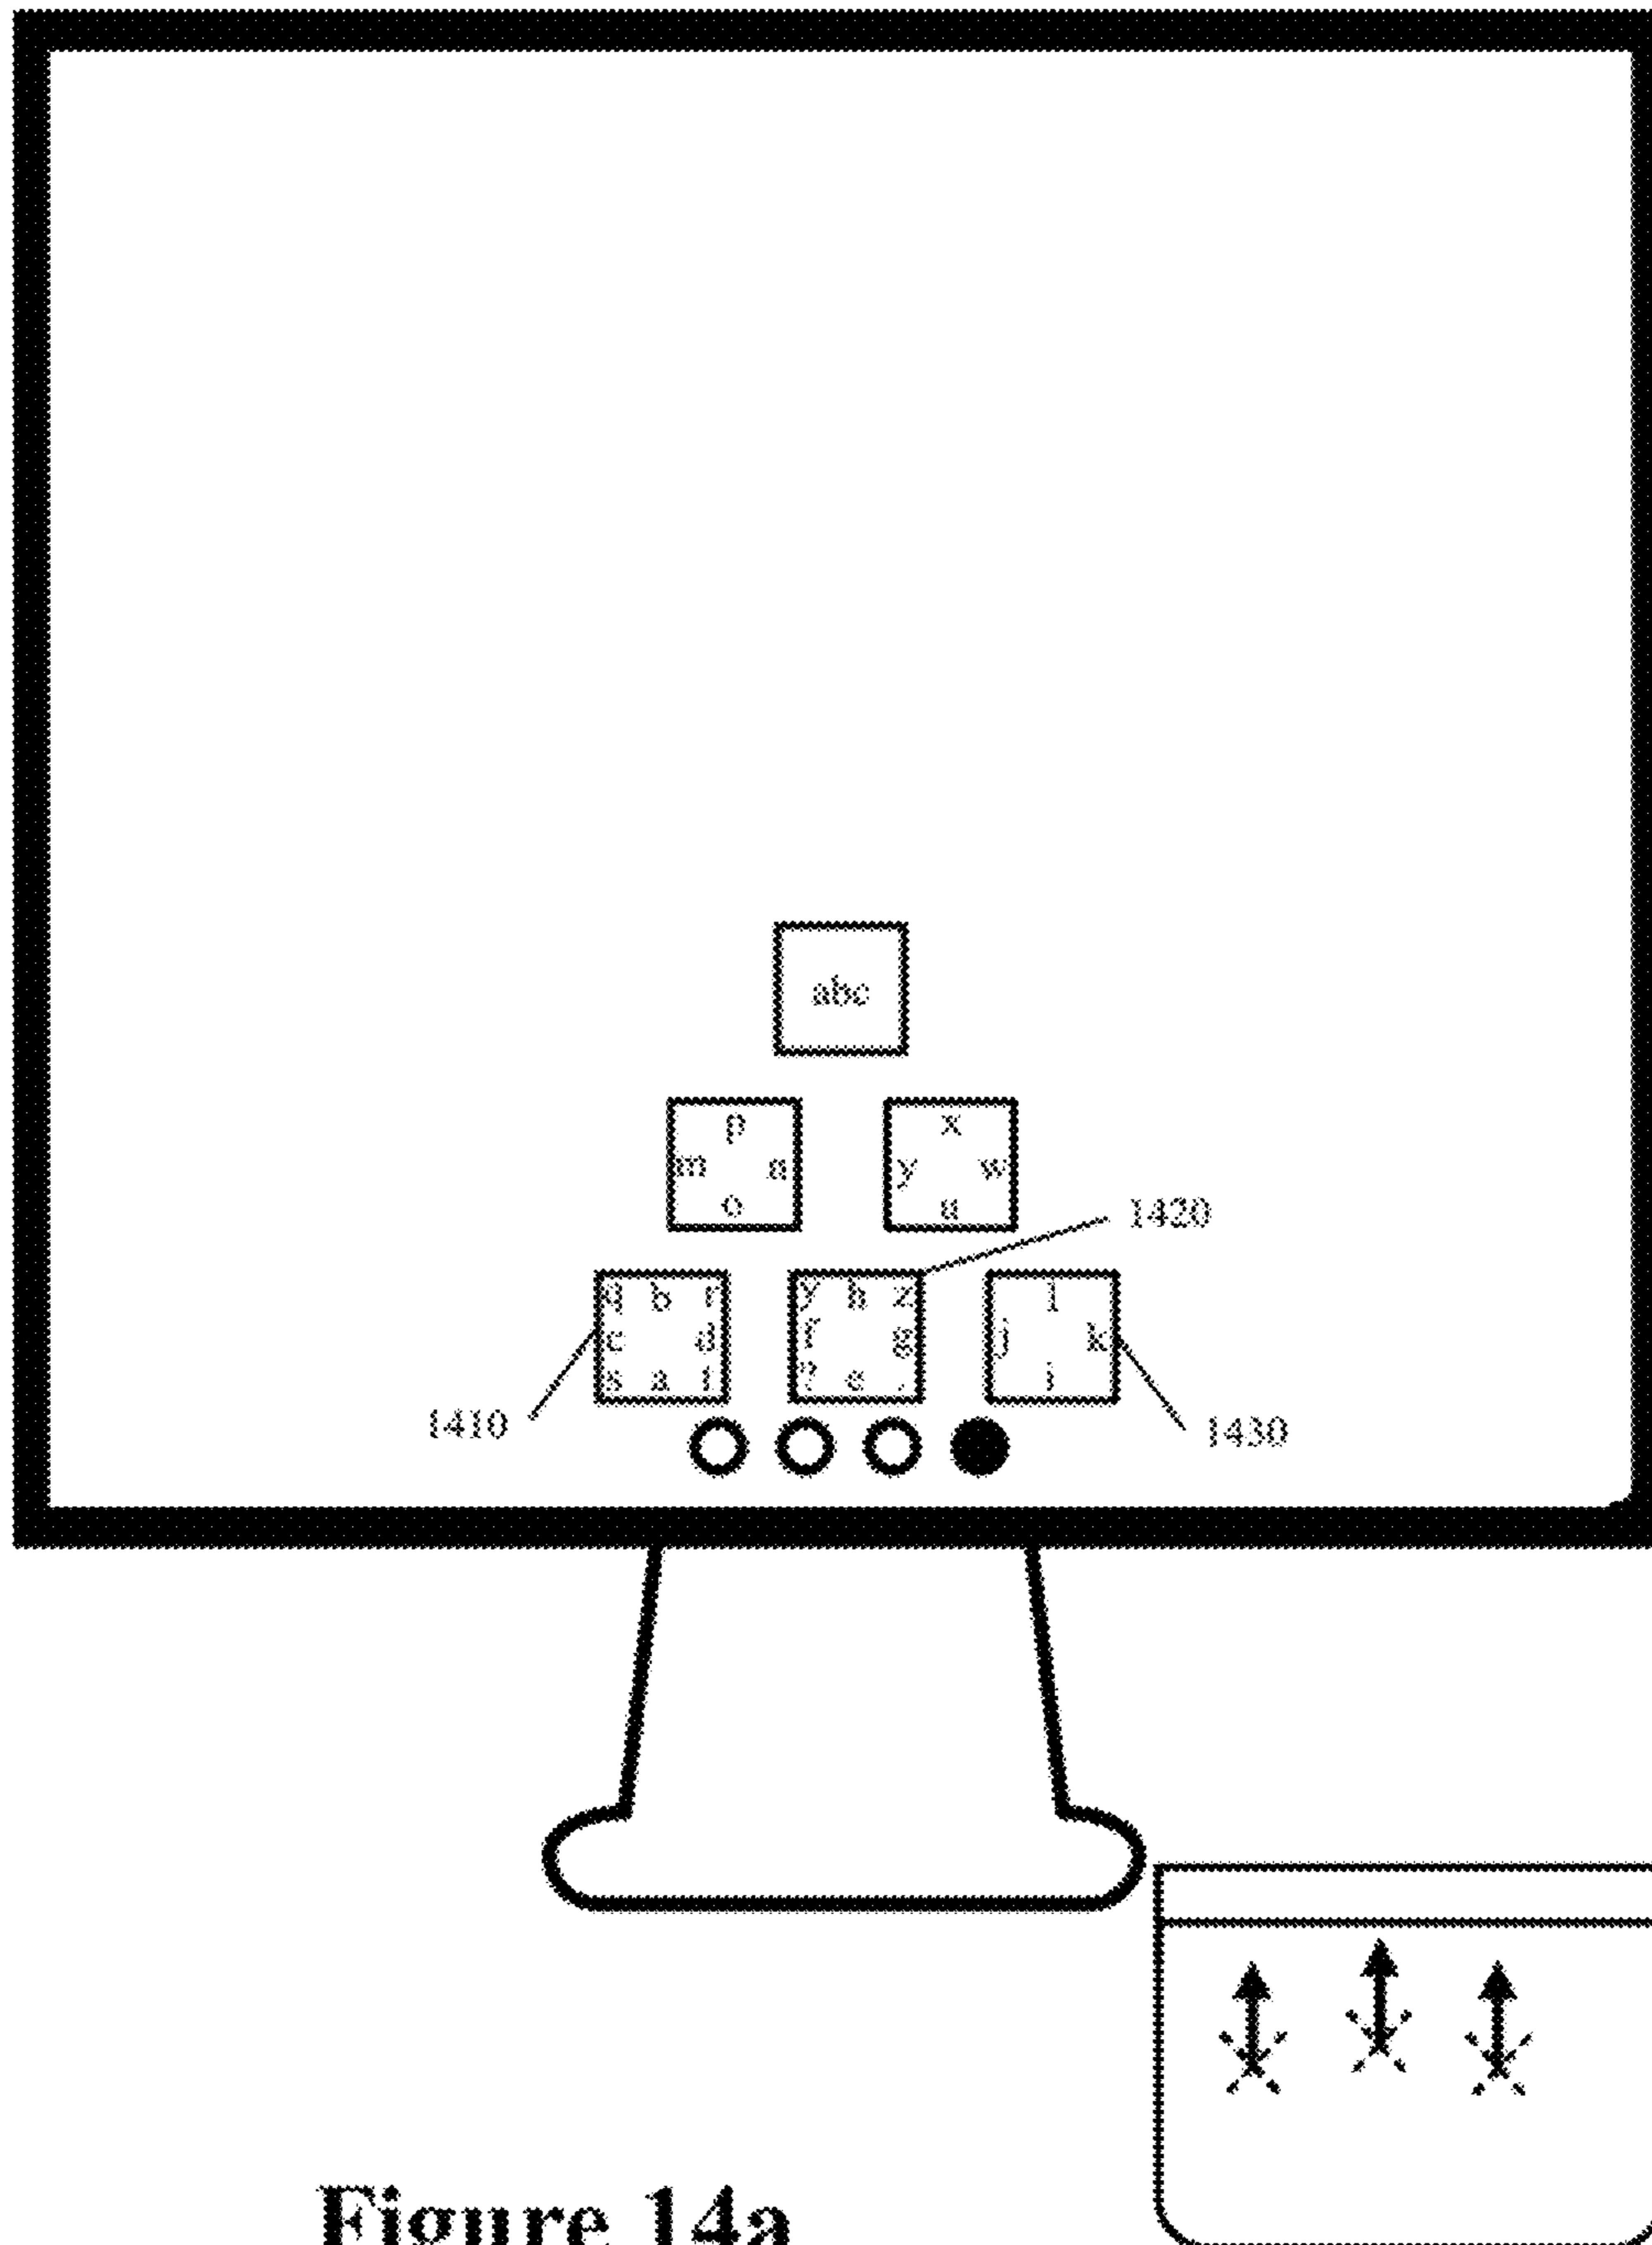 abc
p x
m n y w
o u
1420
q b r y h z l
c d f g j k
s a t ? e . i
1410
1430
Figure 14a